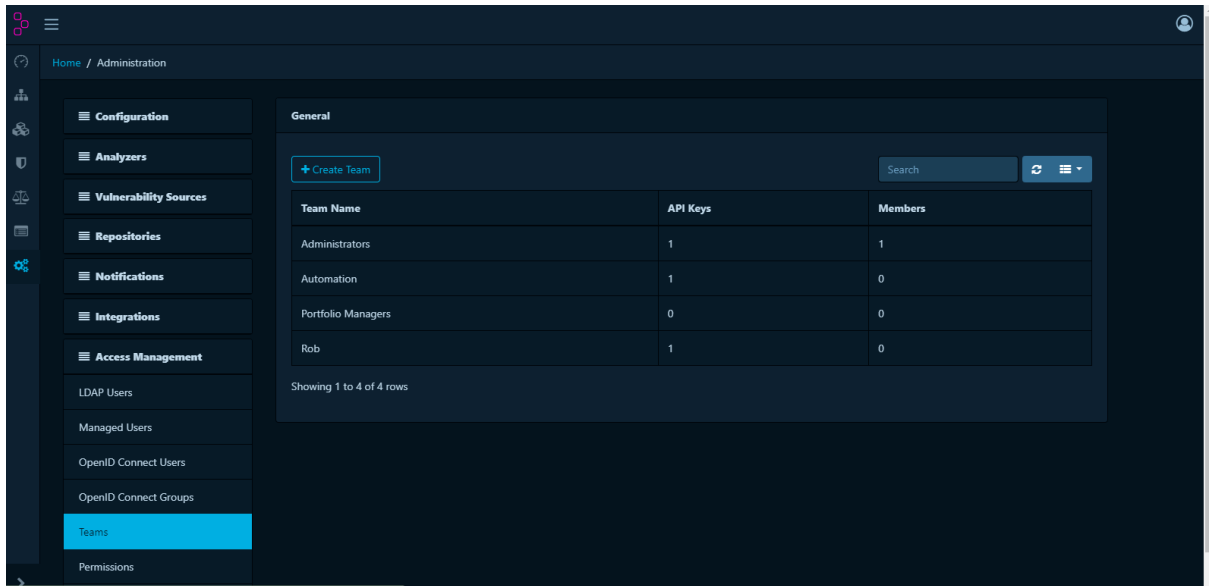 Home / Administration
Configuration
Analyzers
Vulnerability Sources
Repositories
Notifications
Integrations
Access Management
LDAP Users
Managed Users
OpenID Connect Users
OpenID Connect Groups
Teams
Permissions
General
+ Create Team
Search
Team Name API Keys Members
Administrators 1 1
Automation 1 0
Portfolio Managers 0 0
Rob 1 0
Showing 1 to 4 of 4 rows